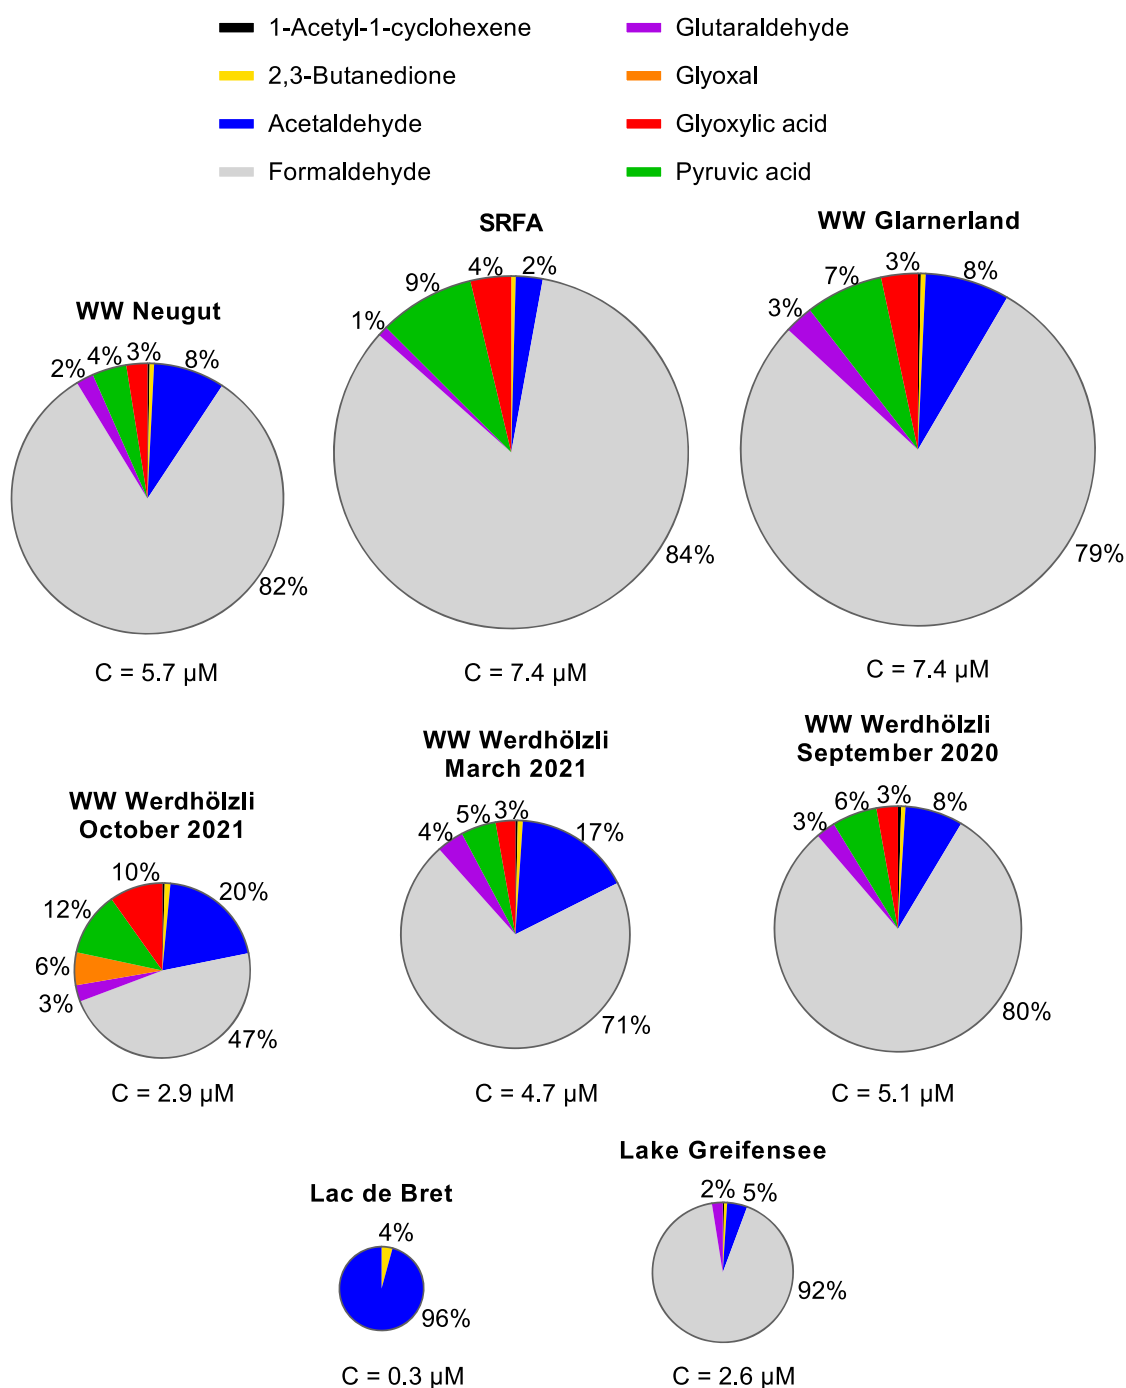 1-Acetyl-1-cyclohexene
2,3-Butanedione
Acetaldehyde
Formaldehyde
Glutaraldehyde
Glyoxal
Glyoxylic acid
Pyruvic acid
WW Neugut
2%
4%
3%
8%
82%
C = 5.7 µM
SRFA
1%
9%
4%
2%
84%
C = 7.4 µM
WW Glarnerland
3%
7%
3%
8%
79%
C = 7.4 µM
WW Werdhölzli
October 2021
3%
6%
12%
10%
20%
47%
C = 2.9 µM
WW Werdhölzli
March 2021
4%
5%
3%
17%
71%
C = 4.7 µM
WW Werdhölzli
September 2020
3%
6%
3%
8%
80%
C = 5.1 µM
Lac de Bret
4%
96%
C = 0.3 µM
Lake Greifensee
2%
5%
92%
C = 2.6 µM